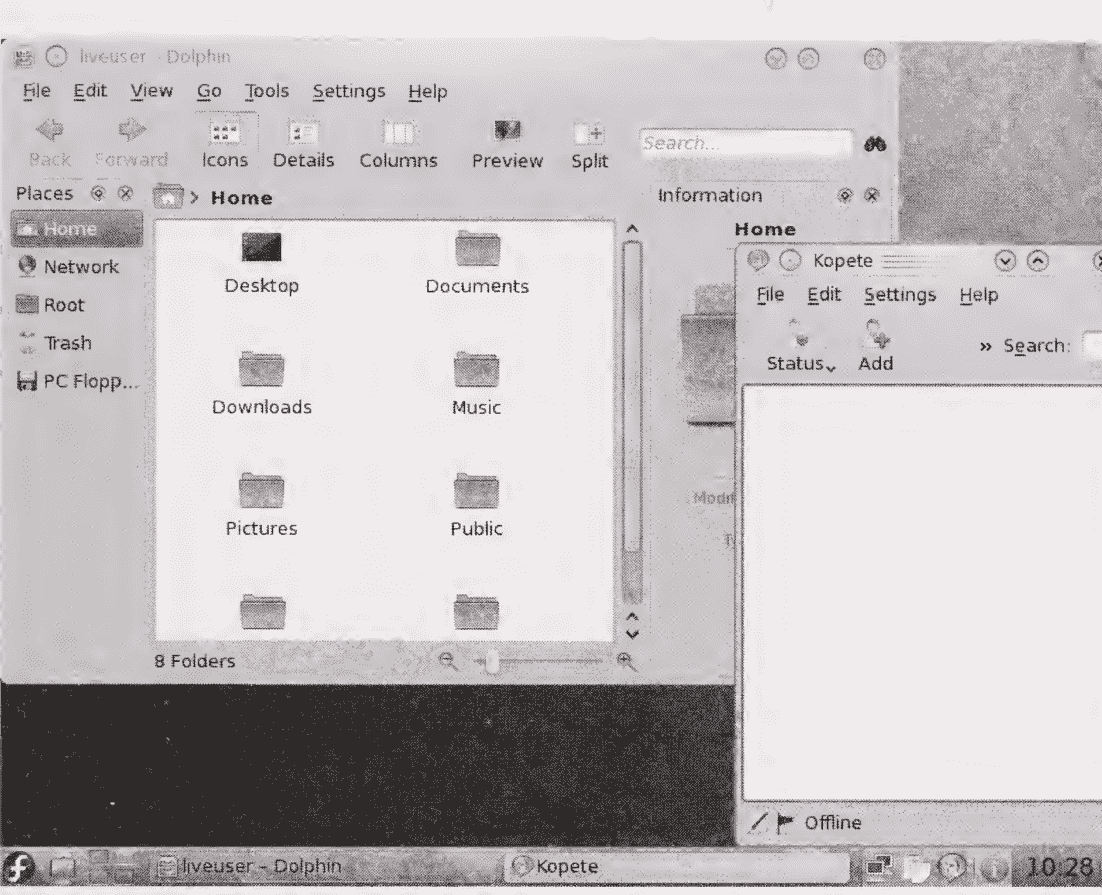 liveuser - Dolphin
File Edit View Go Tools Settings Help
Back Forward Icons Details Columns Preview Split Search...
Places
Home
Information
Home
Network
Root
Trash
PC Flopp...
Desktop
Documents
Downloads
Music
Pictures
Public
8 Folders
Home
Kopete
File Edit Settings Help
Status Add » Search:
Offline
liveuser – Dolphin
Kopete
10:28